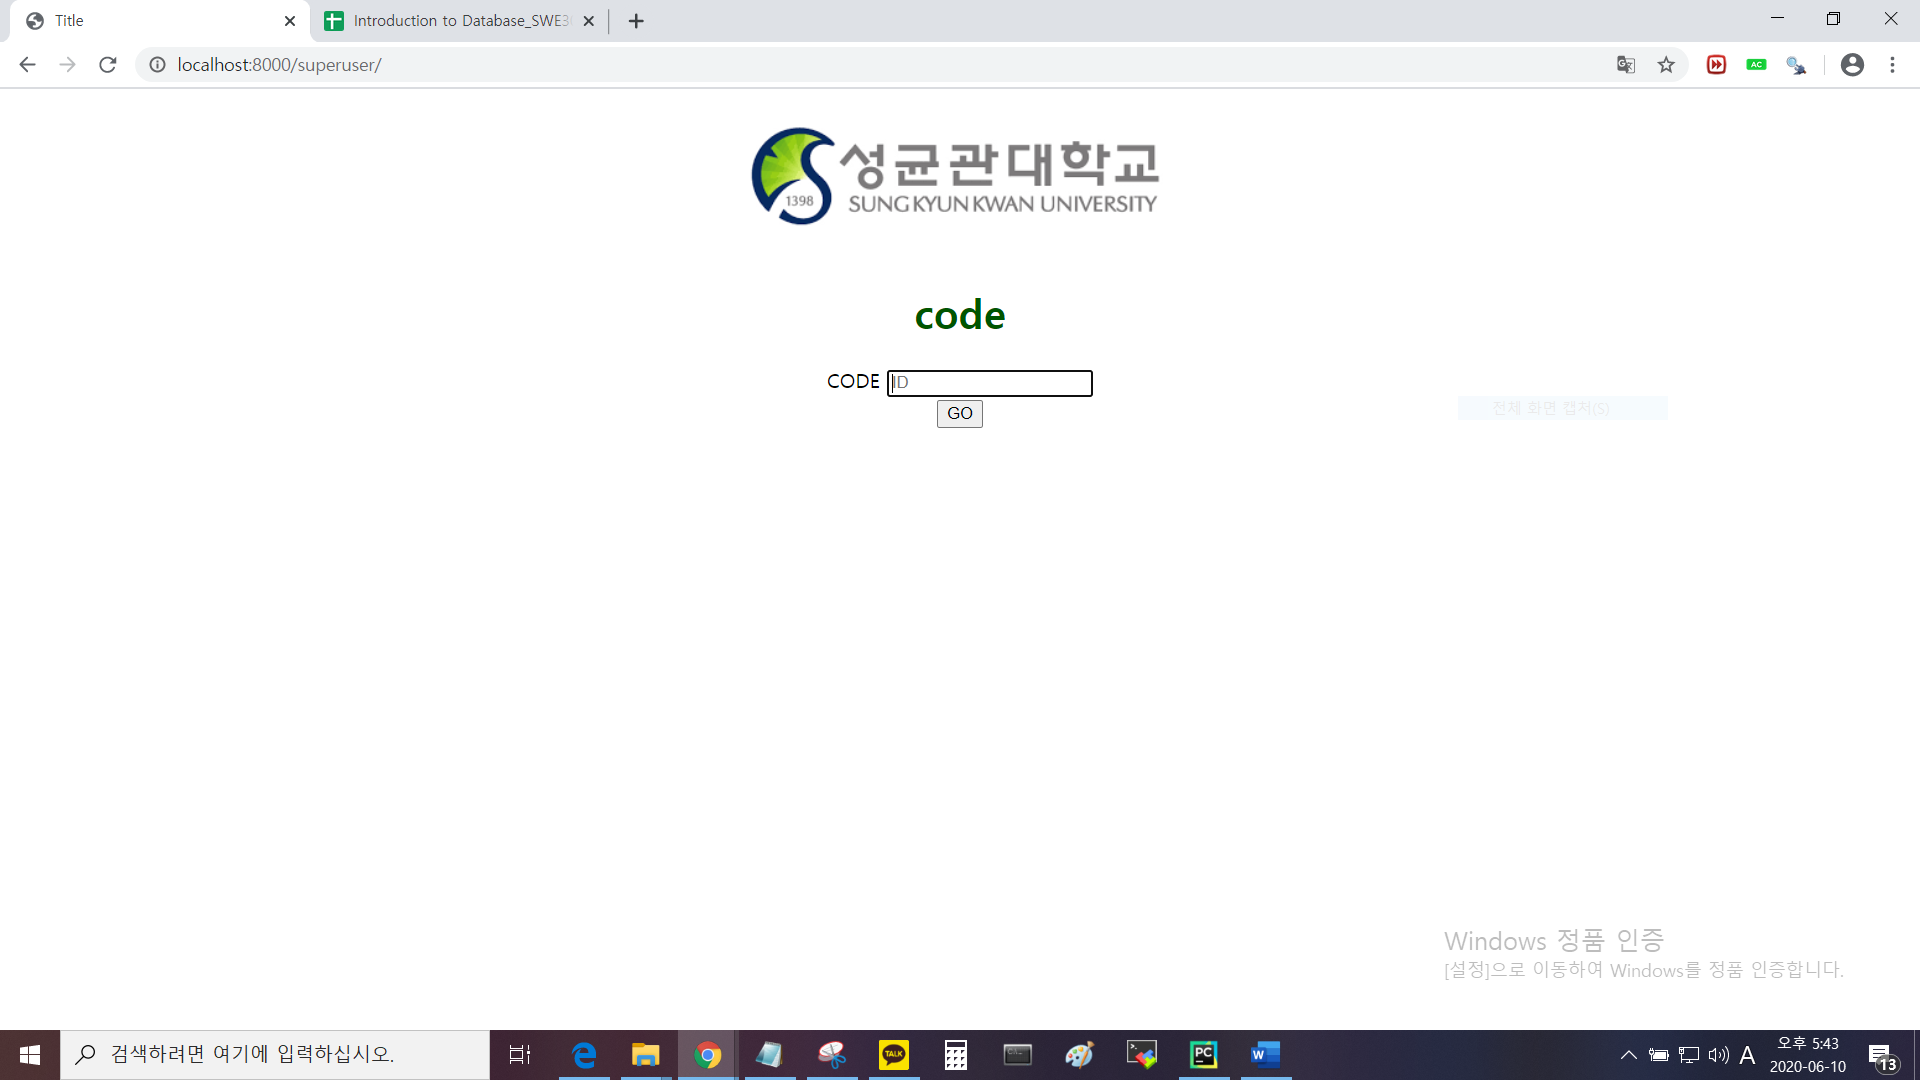 Title
Introduction to Database_SWE3
localhost:8000/superuser/
AC
성균관대학교
1398
SUNG KYUN KWAN UNIVERSITY
code
CODE ID
GO
전체 화면 캡처(S)
Windows 정품 인증
[설정]으로 이동하여 Windows를 정품 인증합니다.
검색하려면 여기에 입력하십시오.
TALK
PC
W
A
오후 5:43
2020-06-10
13